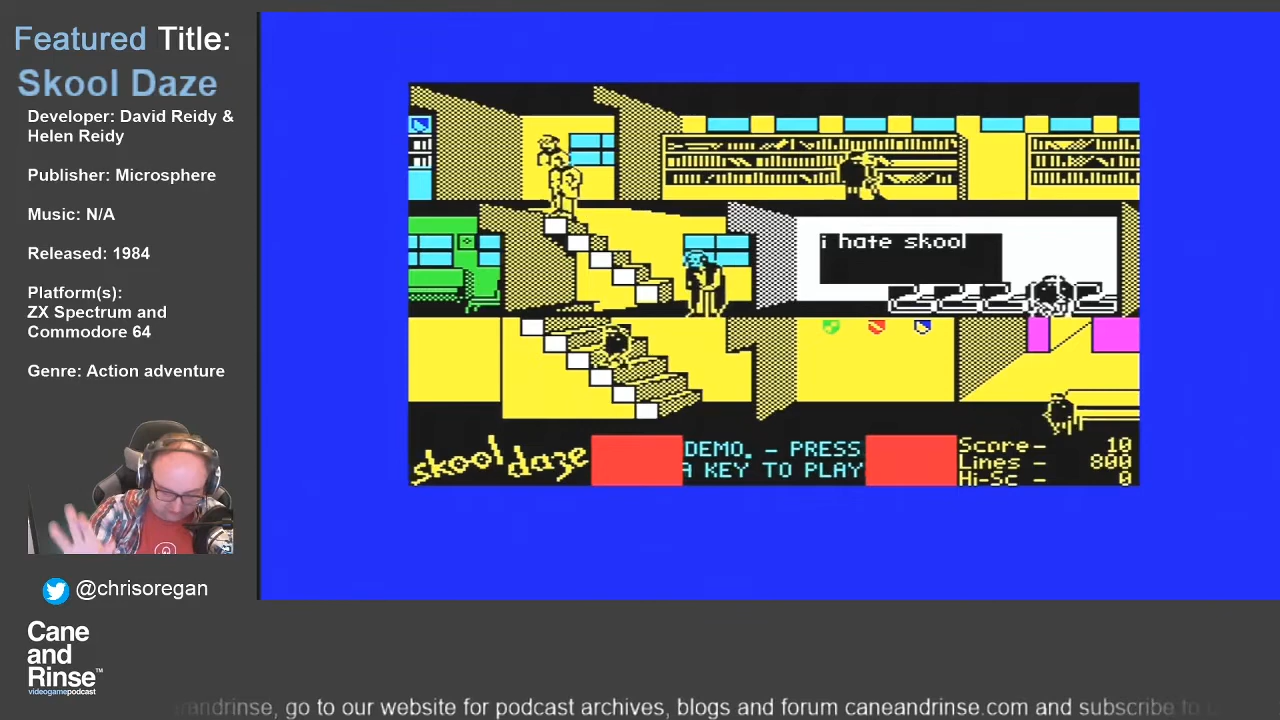 Featured Title:
Skool Daze
Developer: David Reidy &
Helen Reidy
Publisher: Microsphere
Music: N/A
Released: 1984
Platform(s):
ZX Spectrum and
Commodore 64
Genre: Action adventure
@chrisoregan
Cane
and
Rinse™
videogamepodcast
i hate skool
skool daze
DEMO. - PRESS
A KEY TO PLAY
Score- 10
Lines - 800
Hi-Sc - 0
andrinse, go to our website for podcast archives, blogs and forum caneandrinse.com and subscribe to